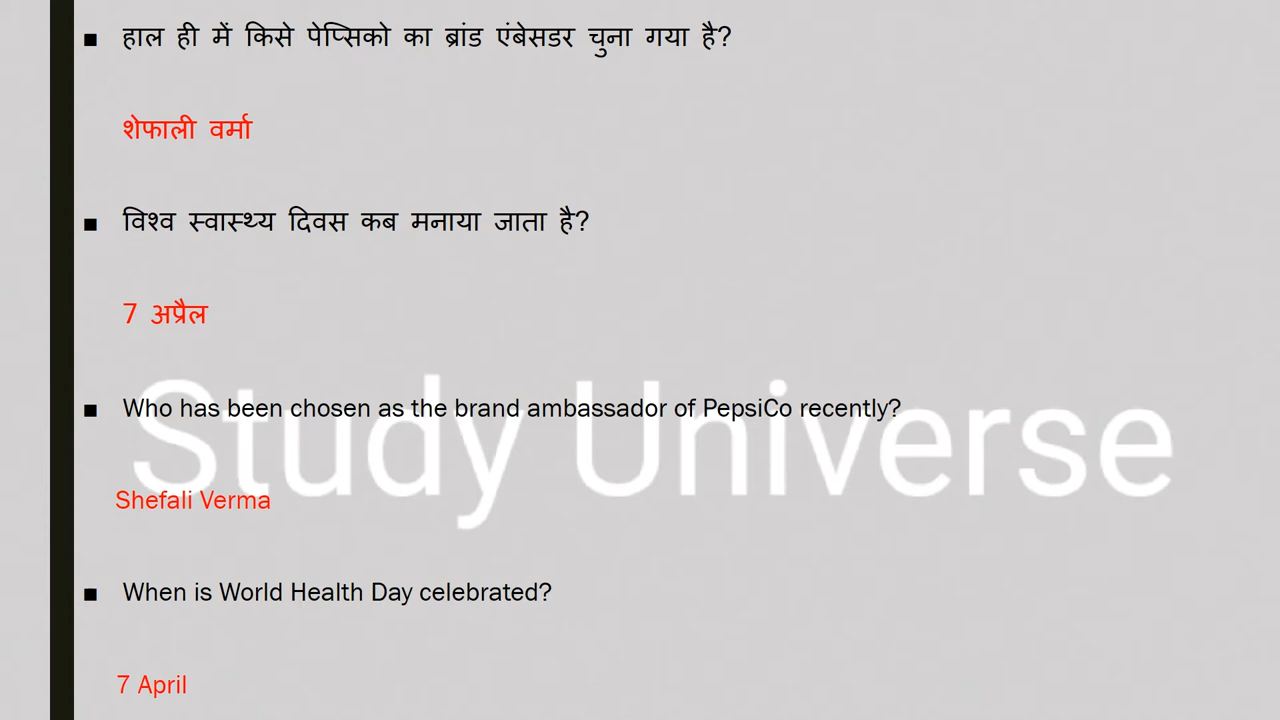 ■ हाल ही में किसे पेप्सिको का ब्रांड एंबेसडर चुना गया है?
शेफाली वर्मा
■ विश्व स्वास्थ्य दिवस कब मनाया जाता है?
7 अप्रैल
■ Who has been chosen as the brand ambassador of PepsiCo recently?
Study Universe
Shefali Verma
■ When is World Health Day celebrated?
7 April